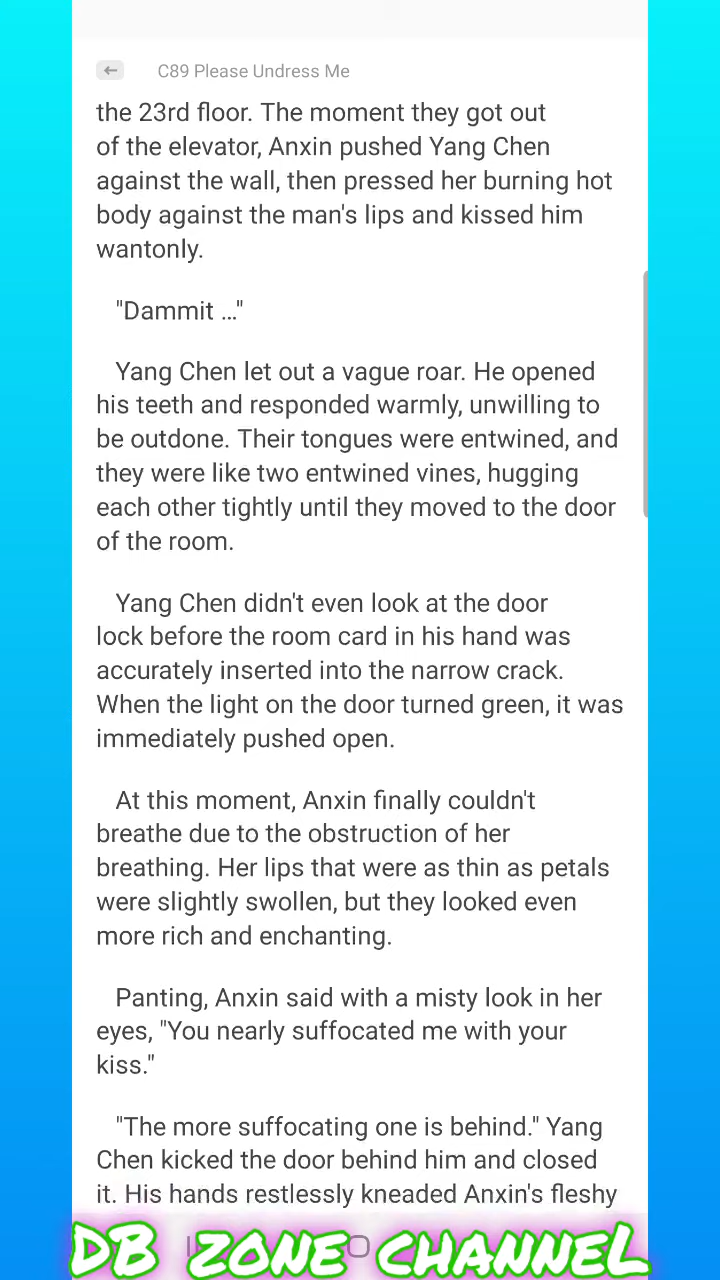 C89 Please Undress Me
the 23rd floor. The moment they got out
of the elevator, Anxin pushed Yang Chen
against the wall, then pressed her burning hot
body against the man's lips and kissed him
wantonly.
"Dammit ..."
Yang Chen let out a vague roar. He opened
his teeth and responded warmly, unwilling to
be outdone. Their tongues were entwined, and
they were like two entwined vines, hugging
each other tightly until they moved to the door
of the room.
Yang Chen didn't even look at the door
lock before the room card in his hand was
accurately inserted into the narrow crack.
When the light on the door turned green, it was
immediately pushed open.
At this moment, Anxin finally couldn't
breathe due to the obstruction of her
breathing. Her lips that were as thin as petals
were slightly swollen, but they looked even
more rich and enchanting.
Panting, Anxin said with a misty look in her
eyes, "You nearly suffocated me with your
kiss."
"The more suffocating one is behind." Yang
Chen kicked the door behind him and closed
it. His hands restlessly kneaded Anxin's fleshy
DB ZONE CHANNEL